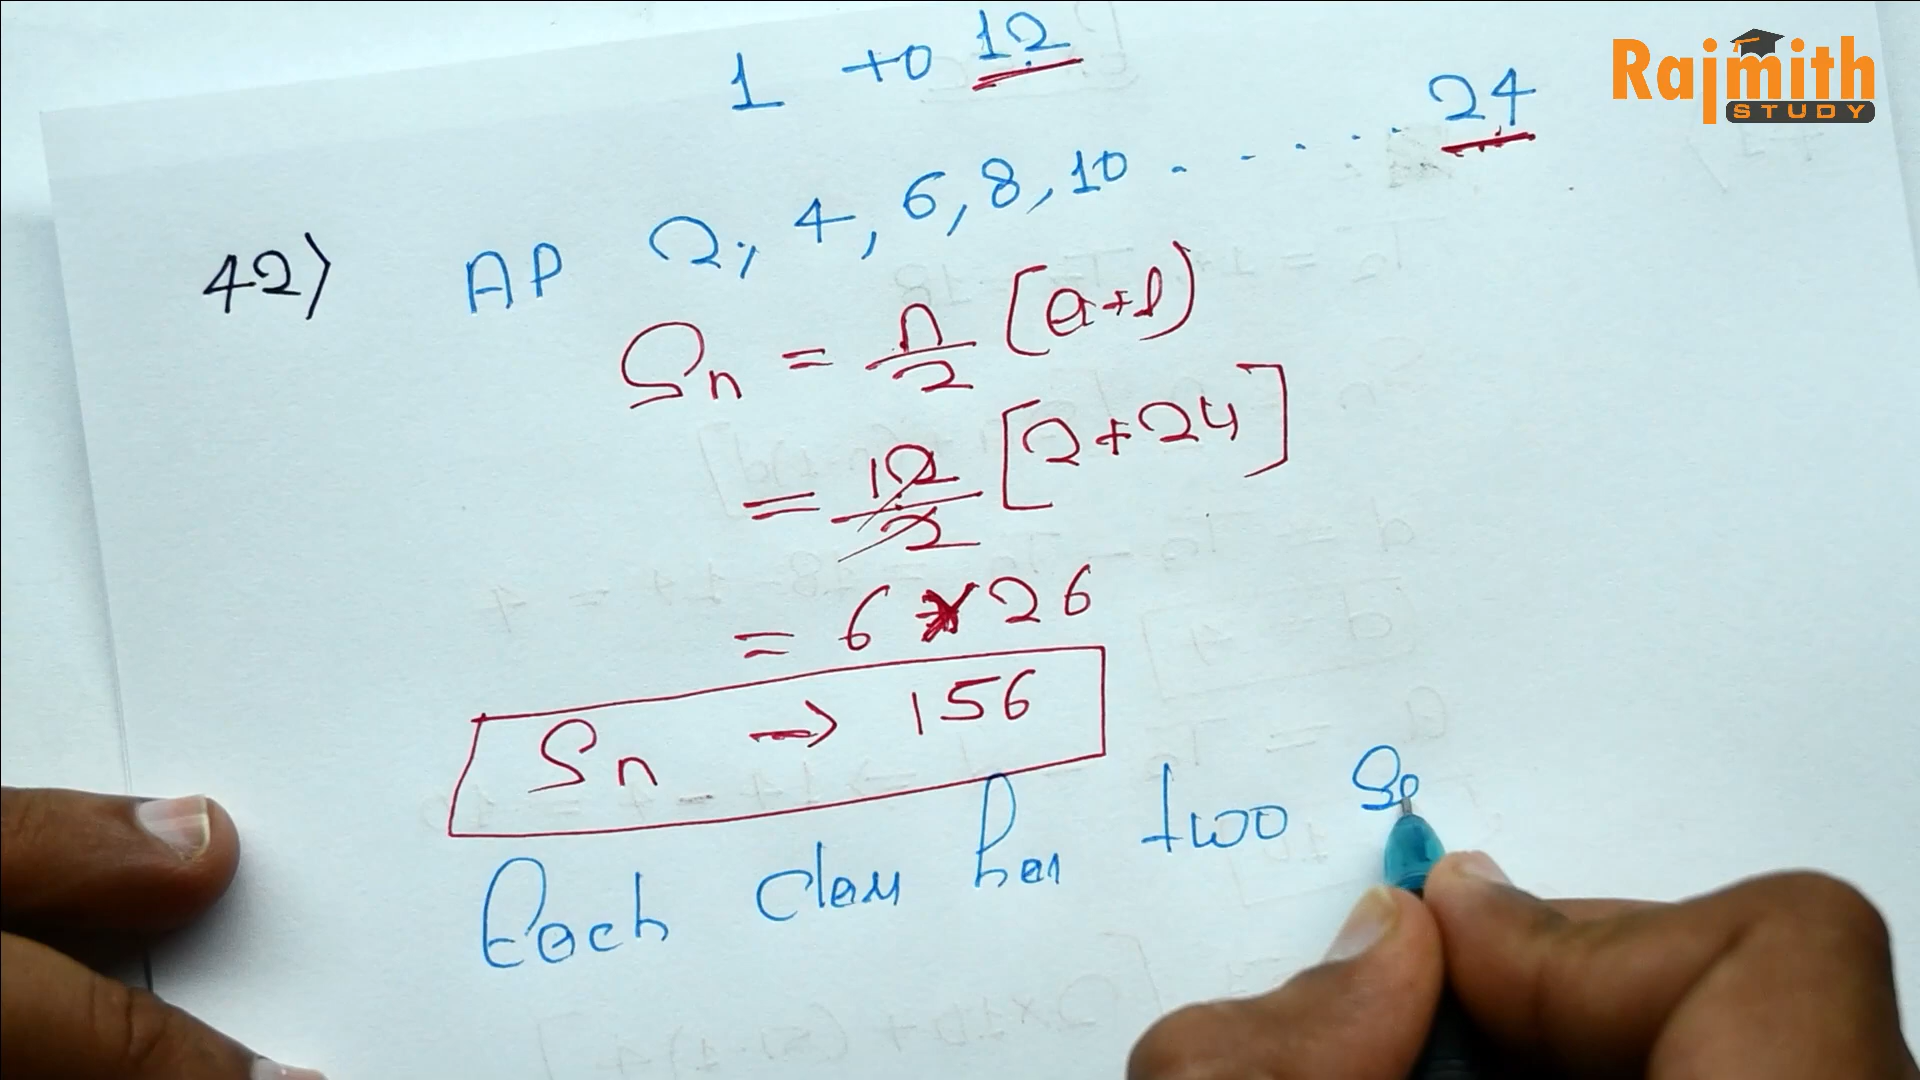 Rajmith
STUDY
1 to 12
42) AP 2, 4, 6, 8, 10 . . . . . 24
Sn = n/2 (a+l)
= 12/2 [2+24]
= 6 × 26
Sn → 156
Each class has two Se